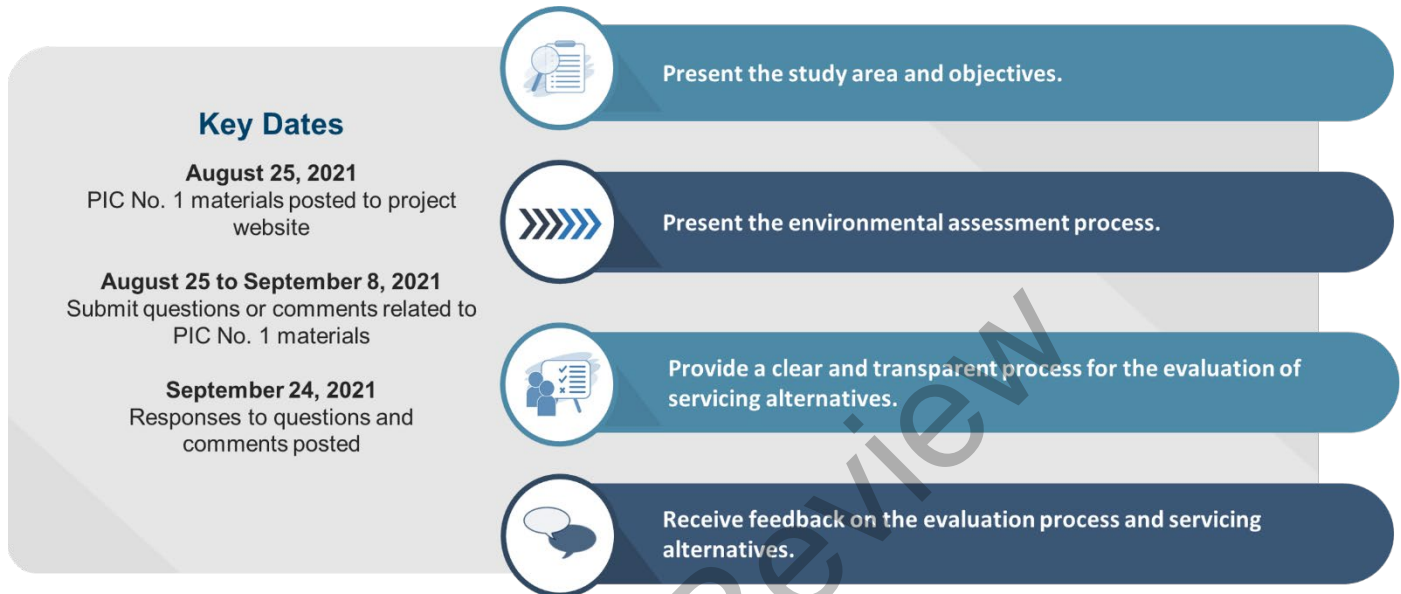 Key Dates
August 25, 2021
PIC No. 1 materials posted to project
website
August 25 to September 8, 2021
Submit questions or comments related to
PIC No. 1 materials
September 24, 2021
Responses to questions and
comments posted
Present the study area and objectives.
Present the environmental assessment process.
Provide a clear and transparent process for the evaluation of
servicing alternatives.
Receive feedback on the evaluation process and servicing
alternatives.
Review